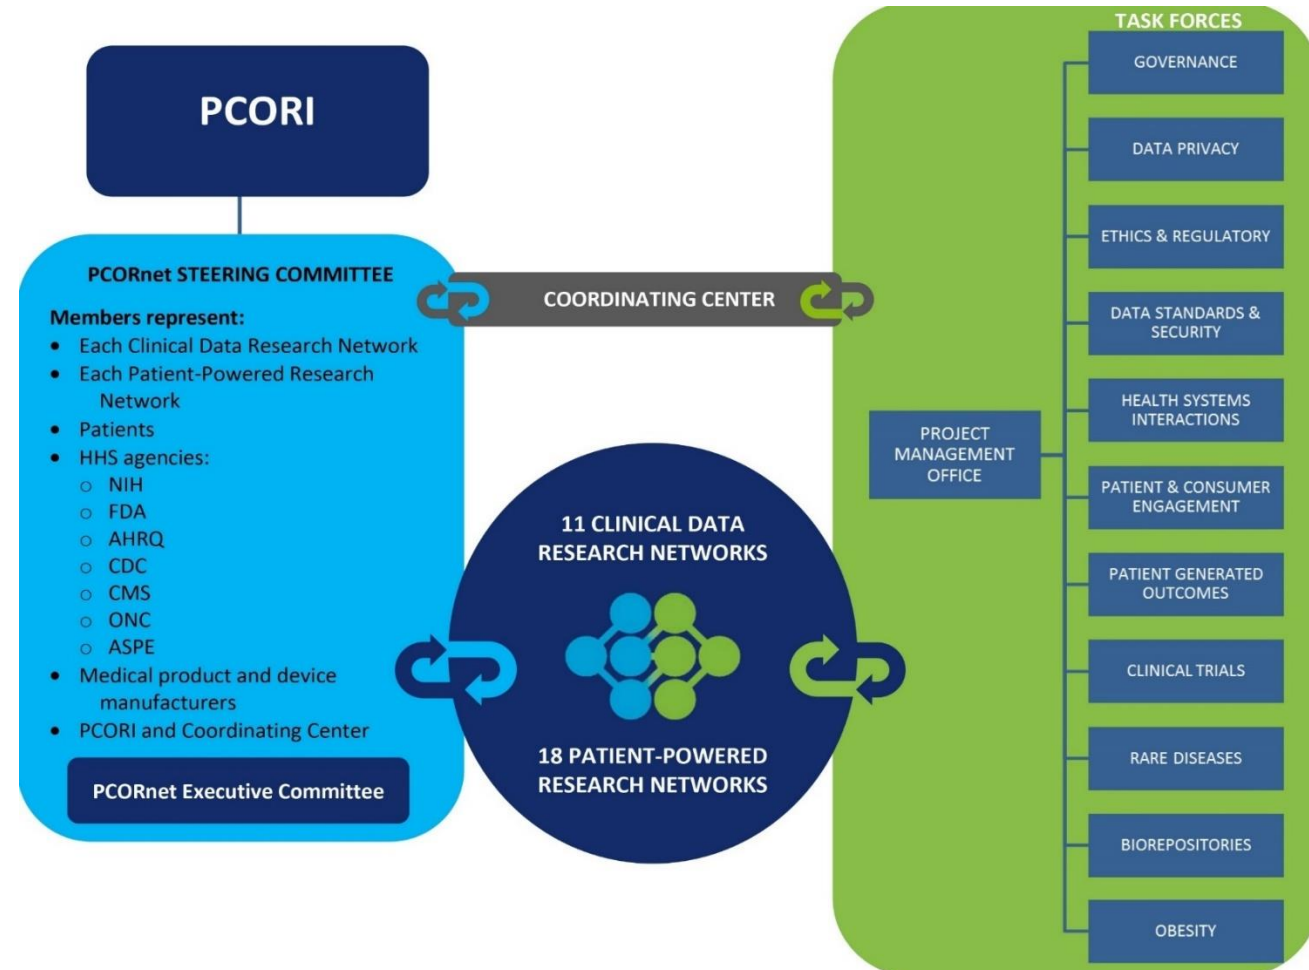 PCORI
PCORnet STEERING COMMITTEE
Members represent:
• Each Clinical Data Research Network
• Each Patient-Powered Research
Network
• Patients
• HHS agencies:
o NIH
o FDA
o AHRQ
o CDC
o CMS
o ONC
o ASPE
• Medical product and device
manufacturers
• PCORI and Coordinating Center
PCORnet Executive Committee
COORDINATING CENTER
11 CLINICAL DATA
RESEARCH NETWORKS
18 PATIENT-POWERED
RESEARCH NETWORKS
TASK FORCES
PROJECT
MANAGEMENT
OFFICE
GOVERNANCE
DATA PRIVACY
ETHICS & REGULATORY
DATA STANDARDS &
SECURITY
HEALTH SYSTEMS
INTERACTIONS
PATIENT & CONSUMER
ENGAGEMENT
PATIENT GENERATED
OUTCOMES
CLINICAL TRIALS
RARE DISEASES
BIOREPOSITORIES
OBESITY